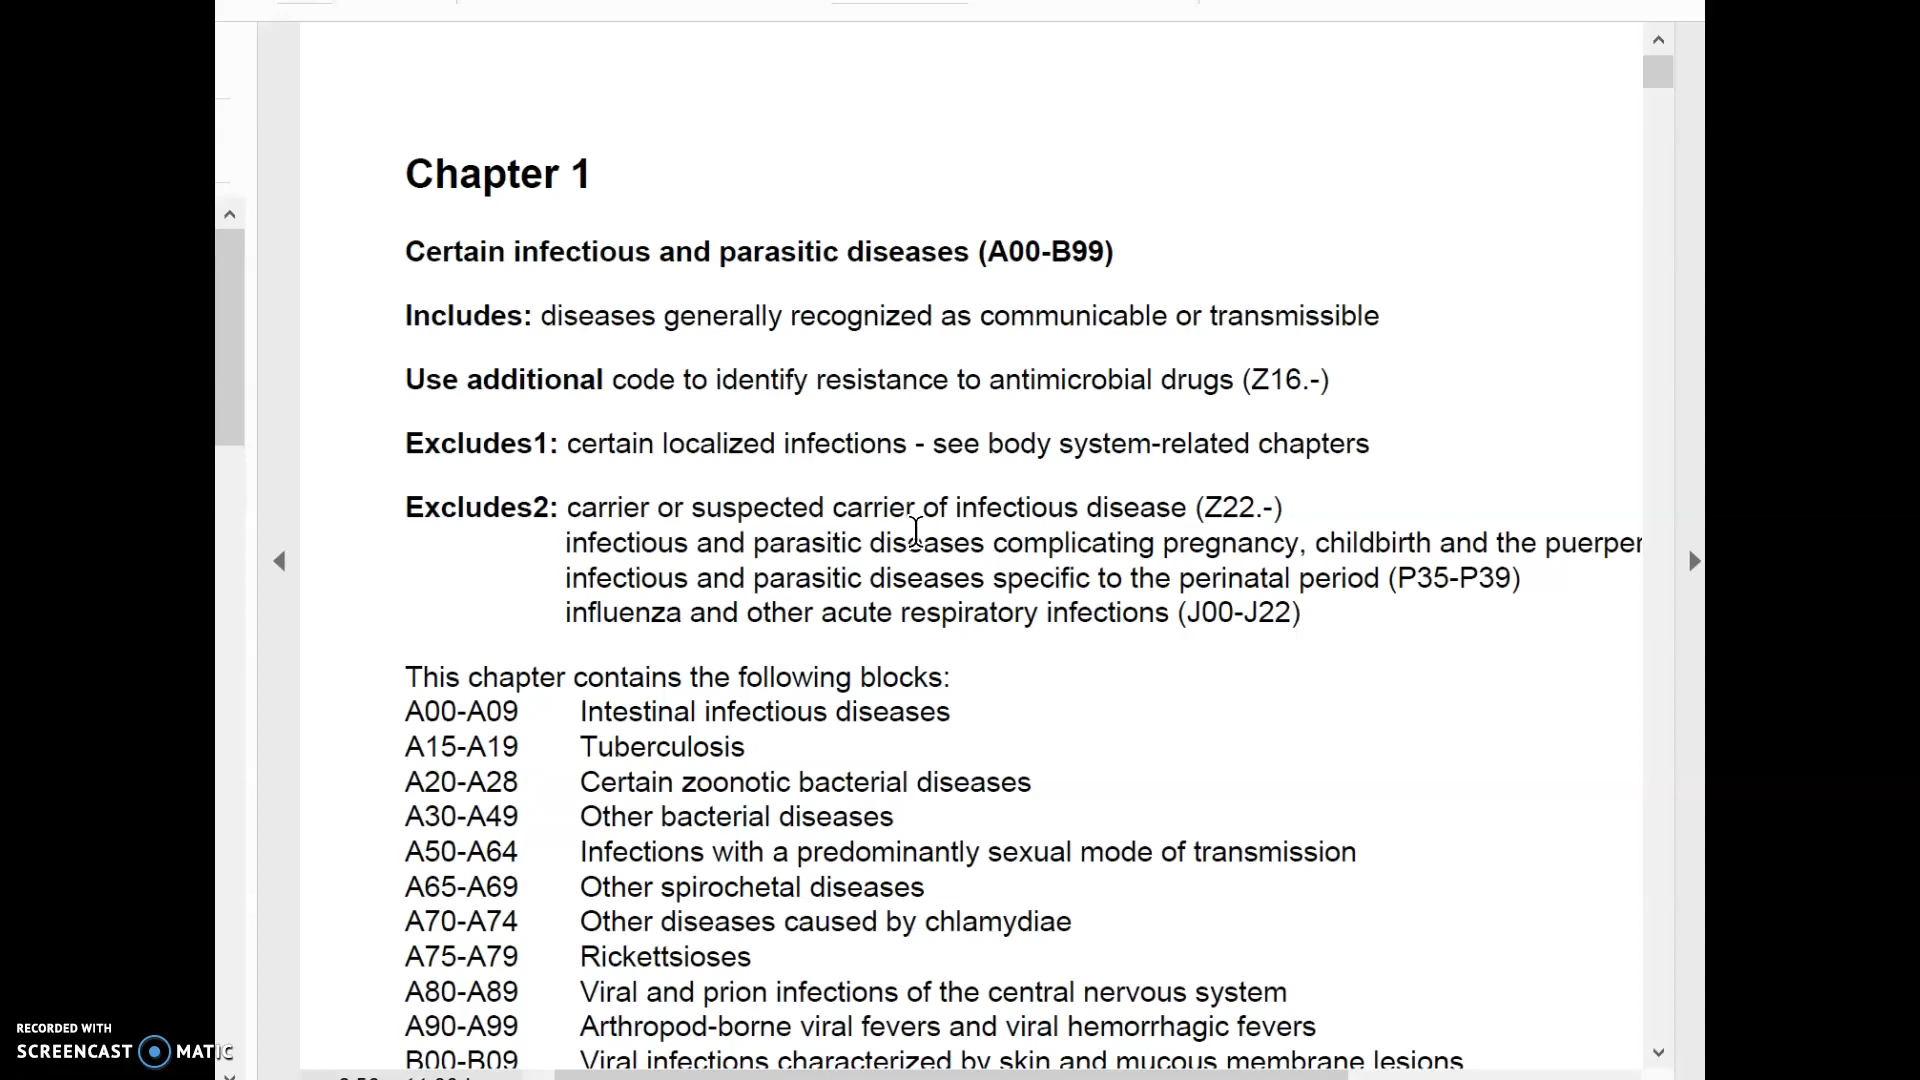 Chapter 1
Certain infectious and parasitic diseases (A00-B99)
Includes: diseases generally recognized as communicable or transmissible
Use additional code to identify resistance to antimicrobial drugs (Z16.-)
Excludes1: certain localized infections - see body system-related chapters
Excludes2: carrier or suspected carrier of infectious disease (Z22.-)
infectious and parasitic diseases complicating pregnancy, childbirth and the puerper
infectious and parasitic diseases specific to the perinatal period (P35-P39)
influenza and other acute respiratory infections (J00-J22)
This chapter contains the following blocks:
A00-A09 Intestinal infectious diseases
A15-A19 Tuberculosis
A20-A28 Certain zoonotic bacterial diseases
A30-A49 Other bacterial diseases
A50-A64 Infections with a predominantly sexual mode of transmission
A65-A69 Other spirochetal diseases
A70-A74 Other diseases caused by chlamydiae
A75-A79 Rickettsioses
A80-A89 Viral and prion infections of the central nervous system
A90-A99 Arthropod-borne viral fevers and viral hemorrhagic fevers
B00-B09 Viral infections characterized by skin and mucous membrane lesions
RECORDED WITH
SCREENCAST MATIC